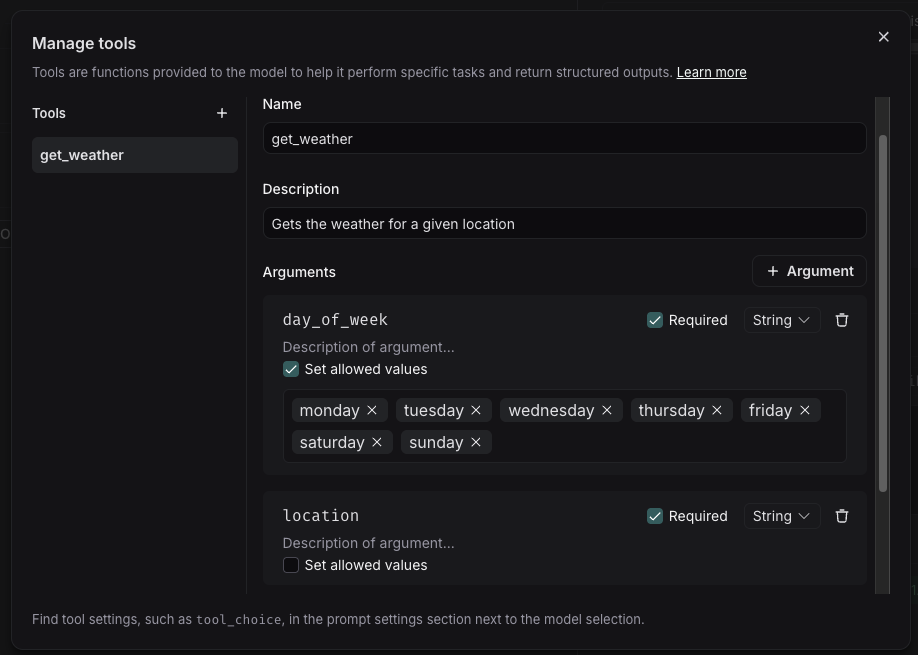 Manage tools
Tools are functions provided to the model to help it perform specific tasks and return structured outputs. Learn more
Tools
get_weather
Name
get_weather
Description
Gets the weather for a given location
Arguments
+ Argument
day_of_week
Required
String
Description of argument...
Set allowed values
monday × tuesday × wednesday × thursday × friday ×
saturday × sunday ×
location
Required
String
Description of argument...
Set allowed values
Find tool settings, such as tool_choice, in the prompt settings section next to the model selection.